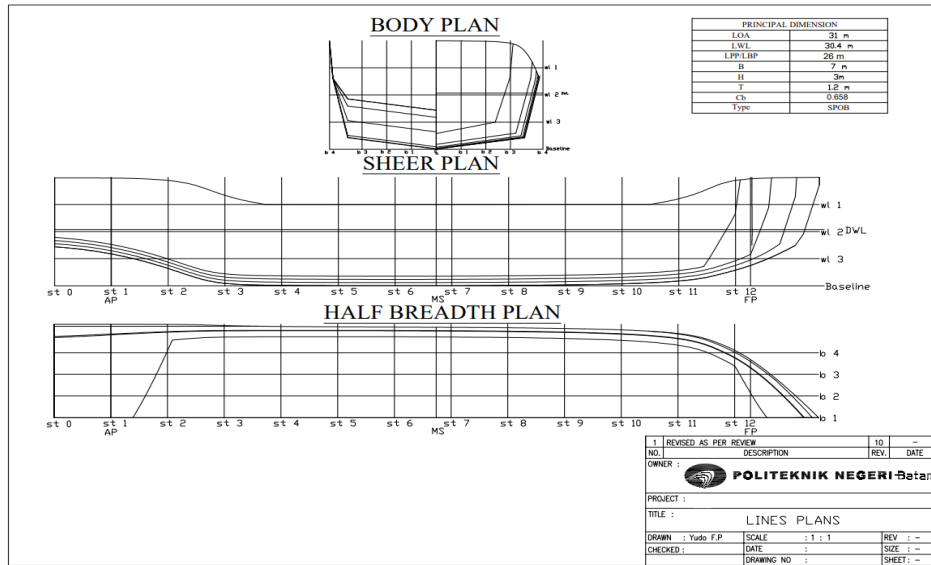 BODY PLAN
PRINCIPAL DIMENSION
LOA 31 m
LWL 30.4 m
LPP/LBP 26 m
B 7 m
H 3m
T 1.2 m
Cb 0.658
Type SPOB
wl 1
wl 2
wl 3
b 4 b 3 b 2 b 1 b 1 b 2 b 3 b 4 Baseline
SHEER PLAN
wl 1
wl 2 DWL
wl 3
Baseline
st 0 st 1 st 2 st 3 st 4 st 5 st 6 st 7 st 8 st 9 st 10 st 11 st 12
AP MS FP
HALF BREADTH PLAN
b 4
b 3
b 2
b 1
st 0 st 1 st 2 st 3 st 4 st 5 st 6 st 7 st 8 st 9 st 10 st 11 st 12
AP MS FP
1 REVISED AS PER REVIEW 10 -
NO. DESCRIPTION REV. DATE
OWNER :
POLITEKNIK NEGERI Batam
PROJECT :
TITLE :
LINES PLANS
DRAWN : Yudo F.P SCALE : 1 : 1 REV : -
CHECKED : DATE : SIZE : -
DRAWING NO : SHEET: -